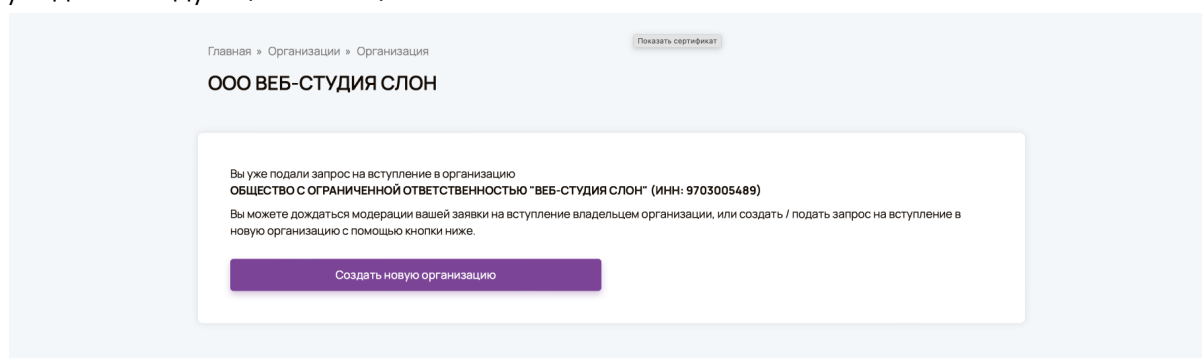 Главная » Организации » Организация
Показать сертификат
ООО ВЕБ-СТУДИЯ СЛОН
Вы уже подали запрос на вступление в организацию
ОБЩЕСТВО С ОГРАНИЧЕННОЙ ОТВЕТСТВЕННОСТЬЮ "ВЕБ-СТУДИЯ СЛОН" (ИНН: 9703005489)
Вы можете дождаться модерации вашей заявки на вступление владельцем организации, или создать / подать запрос на вступление в
новую организацию с помощью кнопки ниже.
Создать новую организацию